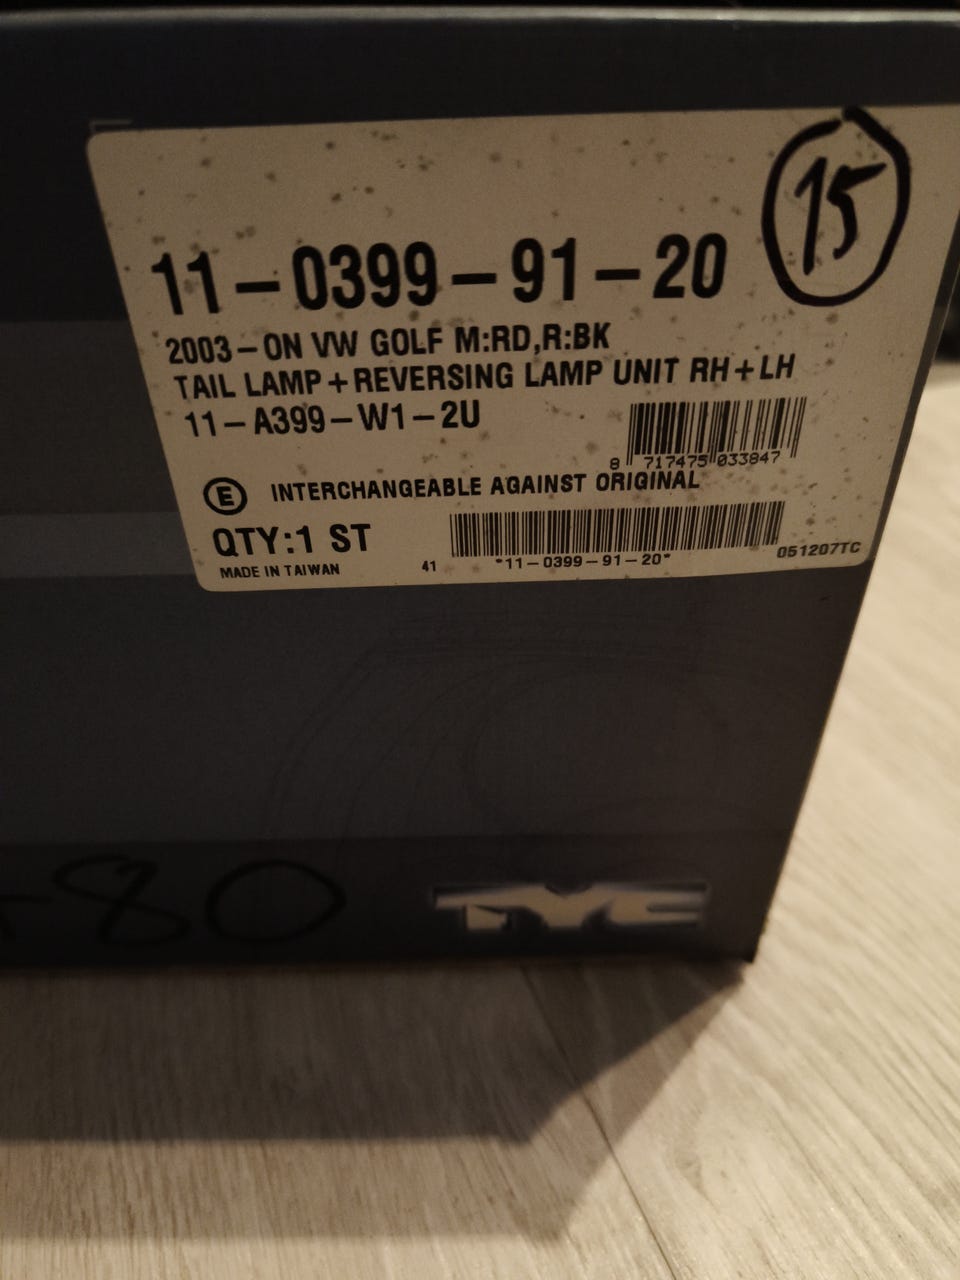 15
11-0399-91-20
2003-ON VW GOLF M:RD,R:BK
TAIL LAMP+REVERSING LAMP UNIT RH+LH
11-A399-W1-2U
8 717475 033847
E INTERCHANGEABLE AGAINST ORIGINAL
QTY:1 ST
MADE IN TAIWAN
41
*11-0399-91-20*
051207TC
80
TYC